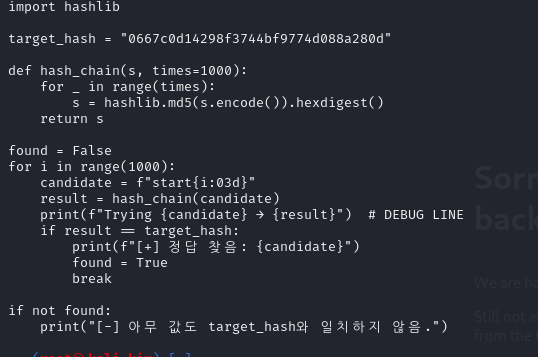 import hashlib
target_hash = "0667c0d14298f3744bf9774d088a280d"
def hash_chain(s, times=1000):
    for _ in range(times):
        s = hashlib.md5(s.encode()).hexdigest()
    return s
found = False
for i in range(1000):
    candidate = f"start{i:03d}"
    result = hash_chain(candidate)
    print(f"Trying {candidate} → {result}")  # DEBUG LINE
    if result == target_hash:
        print(f"[+] 정답 찾음: {candidate}")
        found = True
        break
if not found:
    print("[-] 아무 값도 target_hash와 일치하지 않음.")
Sorr
back
We are ha
Still not a
from the